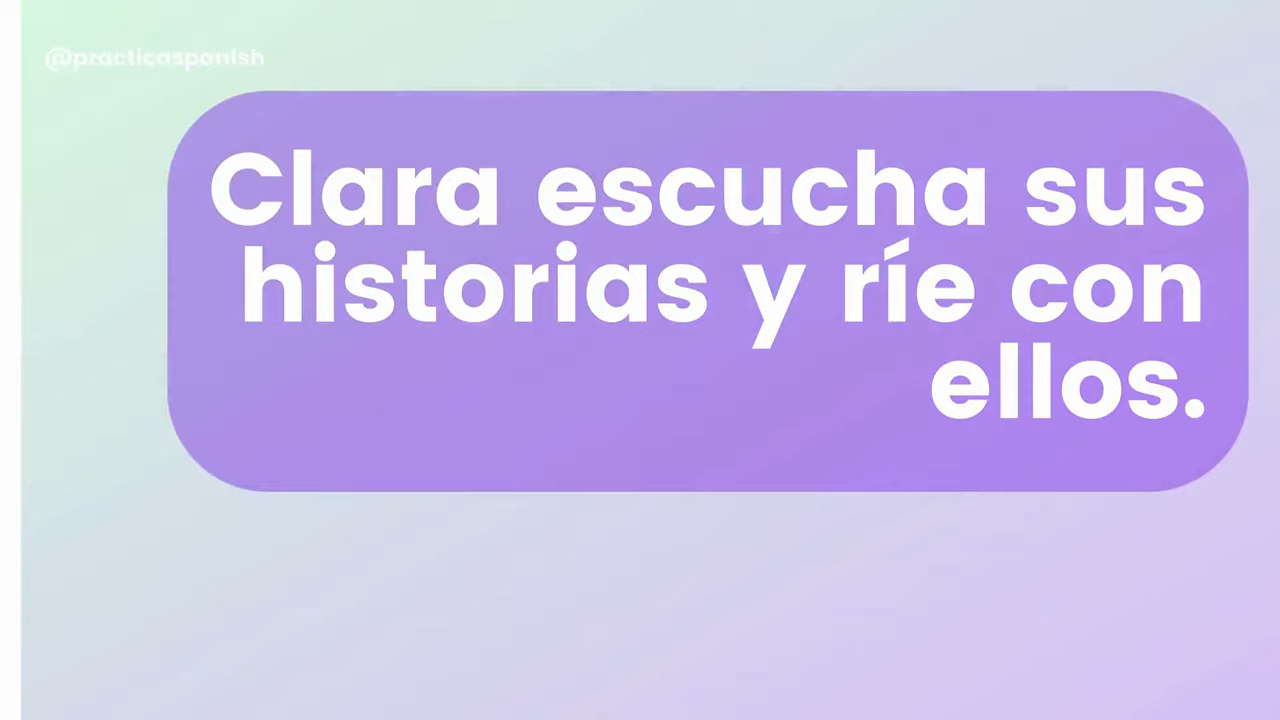 @practicaspanish
Clara escucha sus
historias y ríe con
ellos.